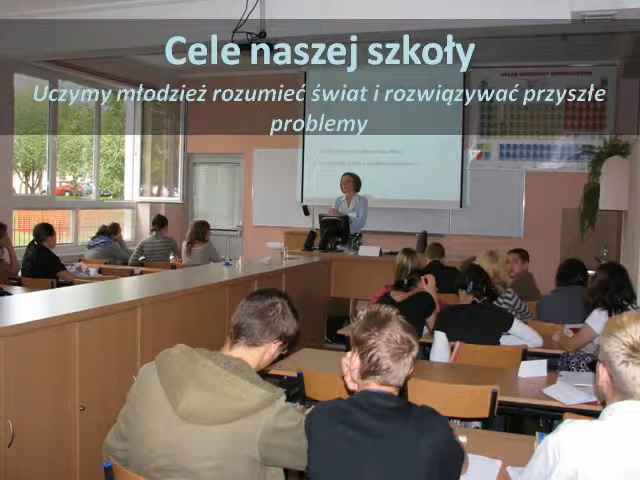 Cele naszej szkoły
Uczymy młodzież rozumieć świat i rozwiązywać przyszłe
problemy